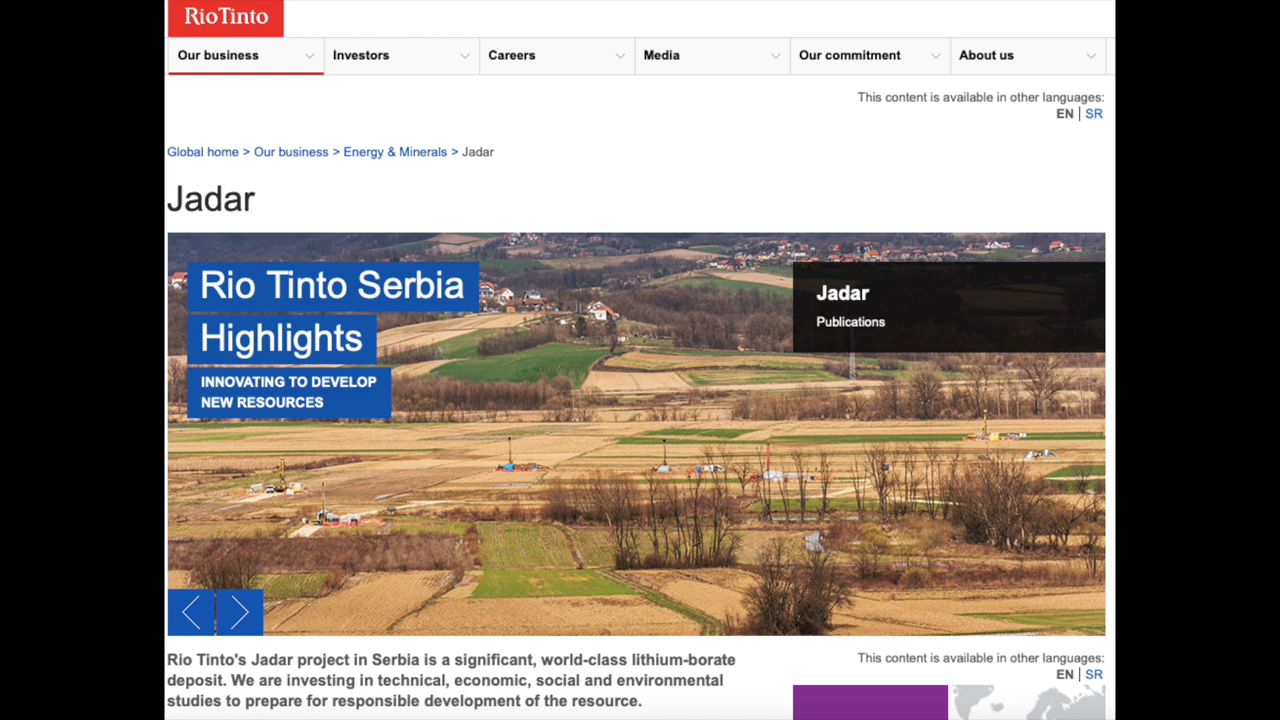 RioTinto
Our business
Investors
Careers
Media
Our commitment
About us
This content is available in other languages:
EN | SR
Global home > Our business > Energy & Minerals > Jadar
Jadar
Rio Tinto Serbia
Highlights
INNOVATING TO DEVELOP
NEW RESOURCES
Jadar
Publications
Rio Tinto's Jadar project in Serbia is a significant, world-class lithium-borate
deposit. We are investing in technical, economic, social and environmental
studies to prepare for responsible development of the resource.
This content is available in other languages:
EN | SR